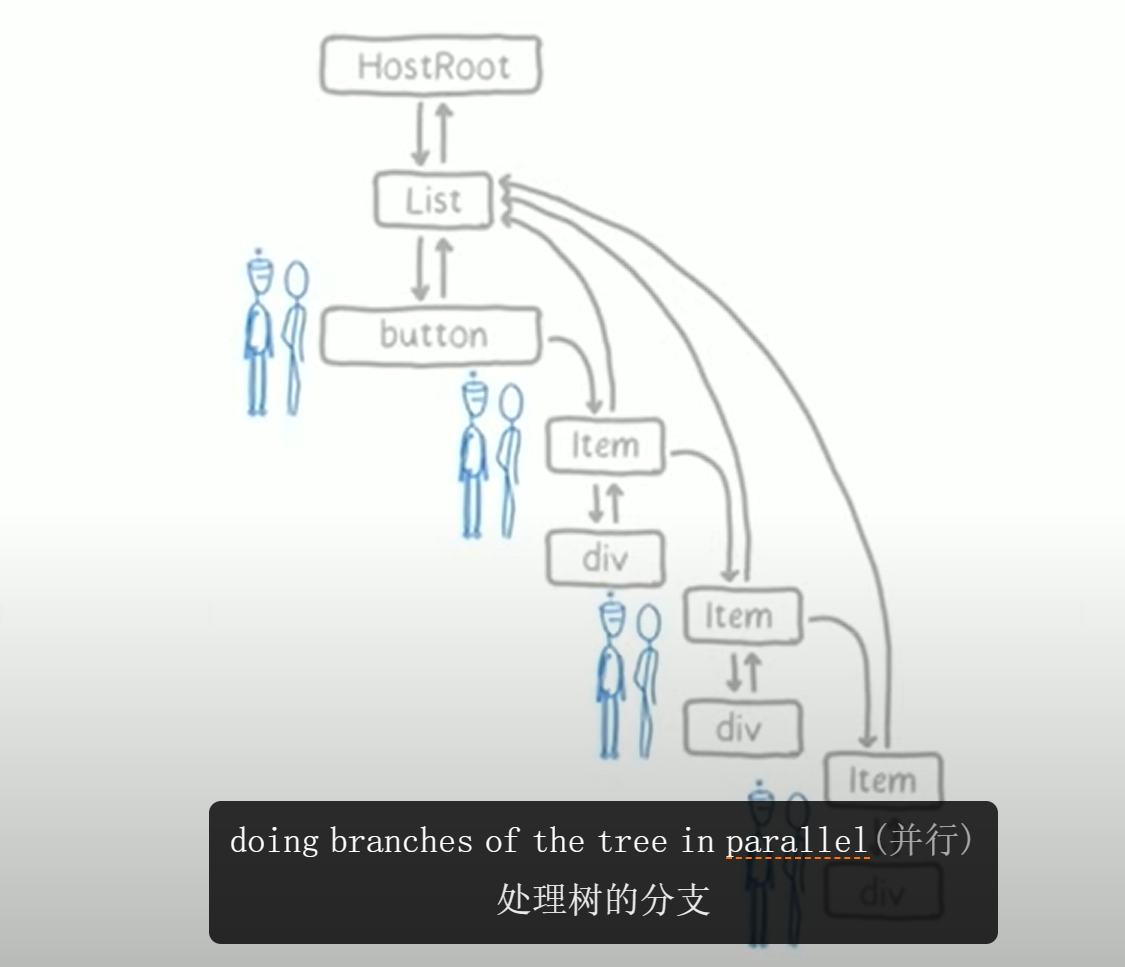 HostRoot
List
button
Item
div
Item
div
Item
div
doing branches of the tree in parallel(并行)
处理树的分支